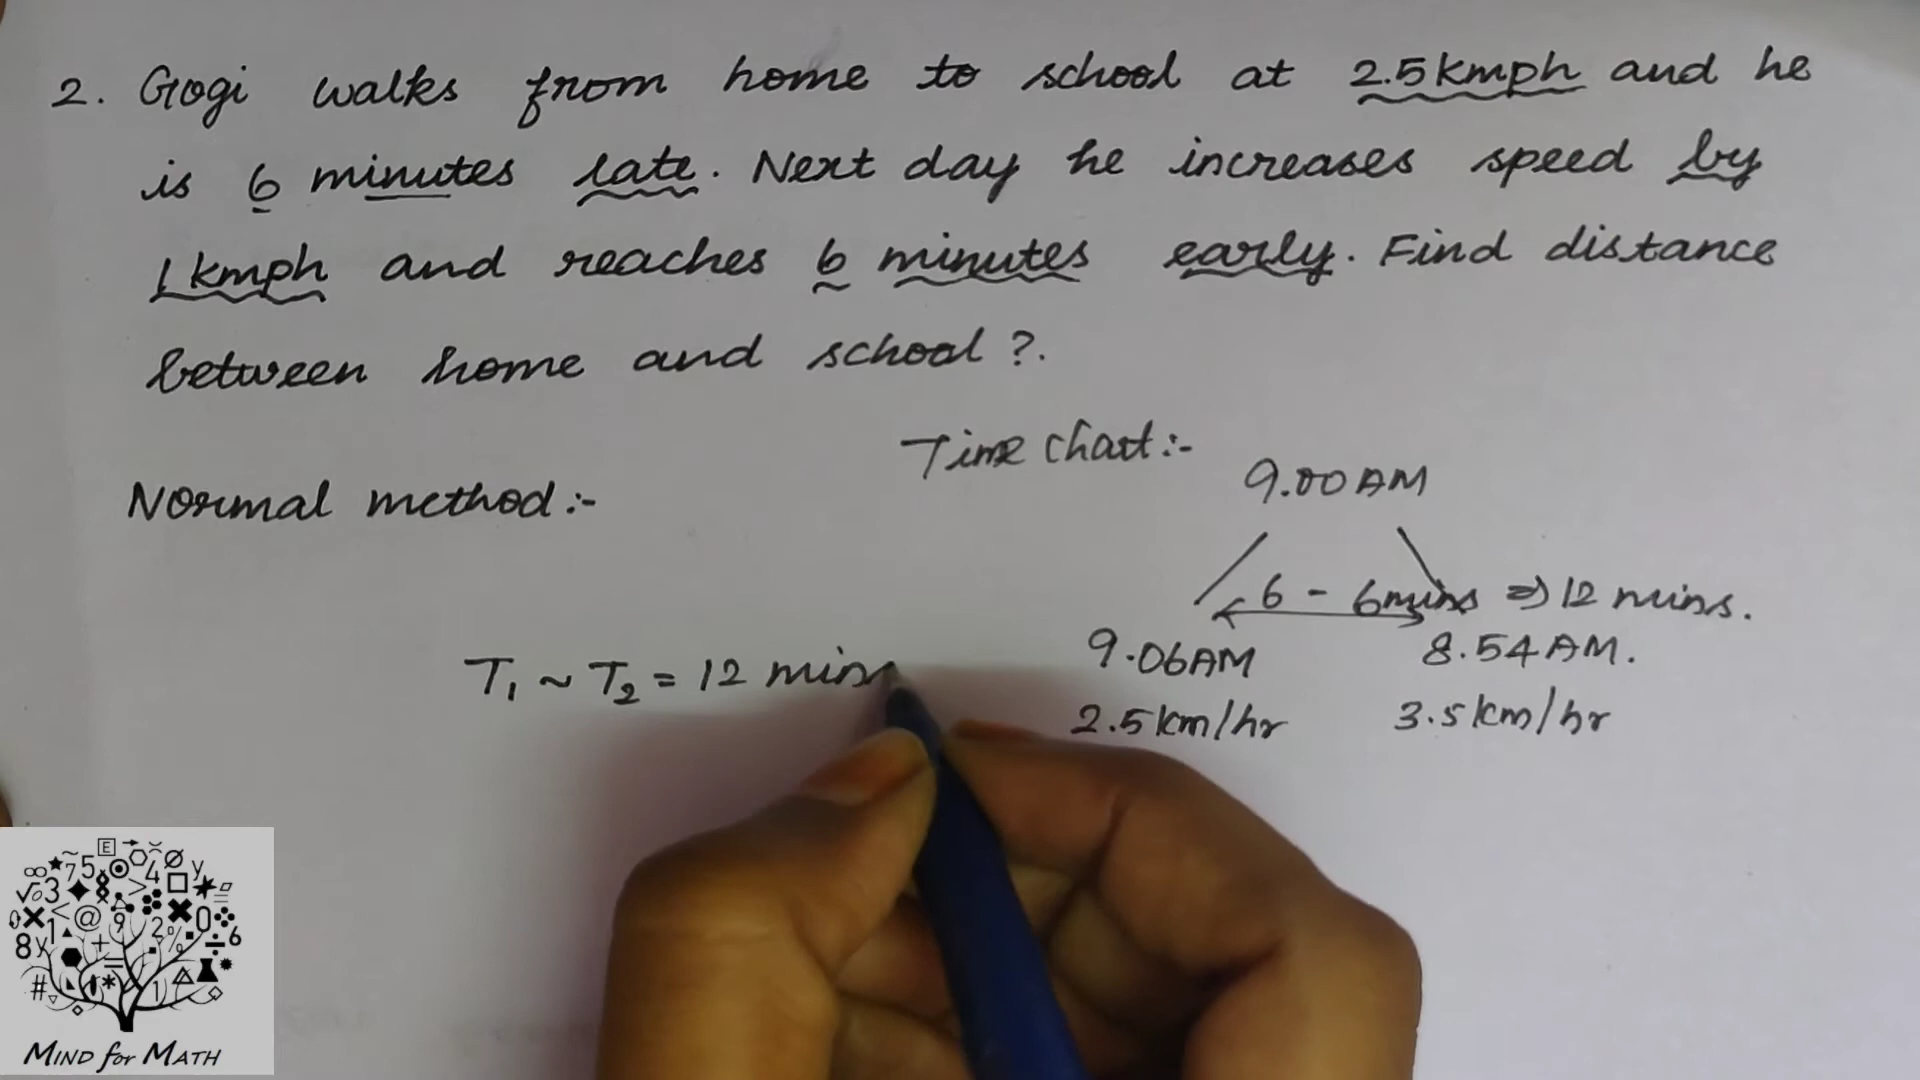 2. Gogi walks from home to school at 2.5kmph and he
is 6 minutes late. Next day he increases speed by
1kmph and reaches 6 minutes early. Find distance
between home and school ?.
Time chart:-
9.00AM
Normal method:-
6 - 6mins ⇒ 12 mins.
9.06AM 8.54AM.
T₁ ~ T₂ = 12 mins
2.5km/hr 3.5km/hr
MIND for MATH